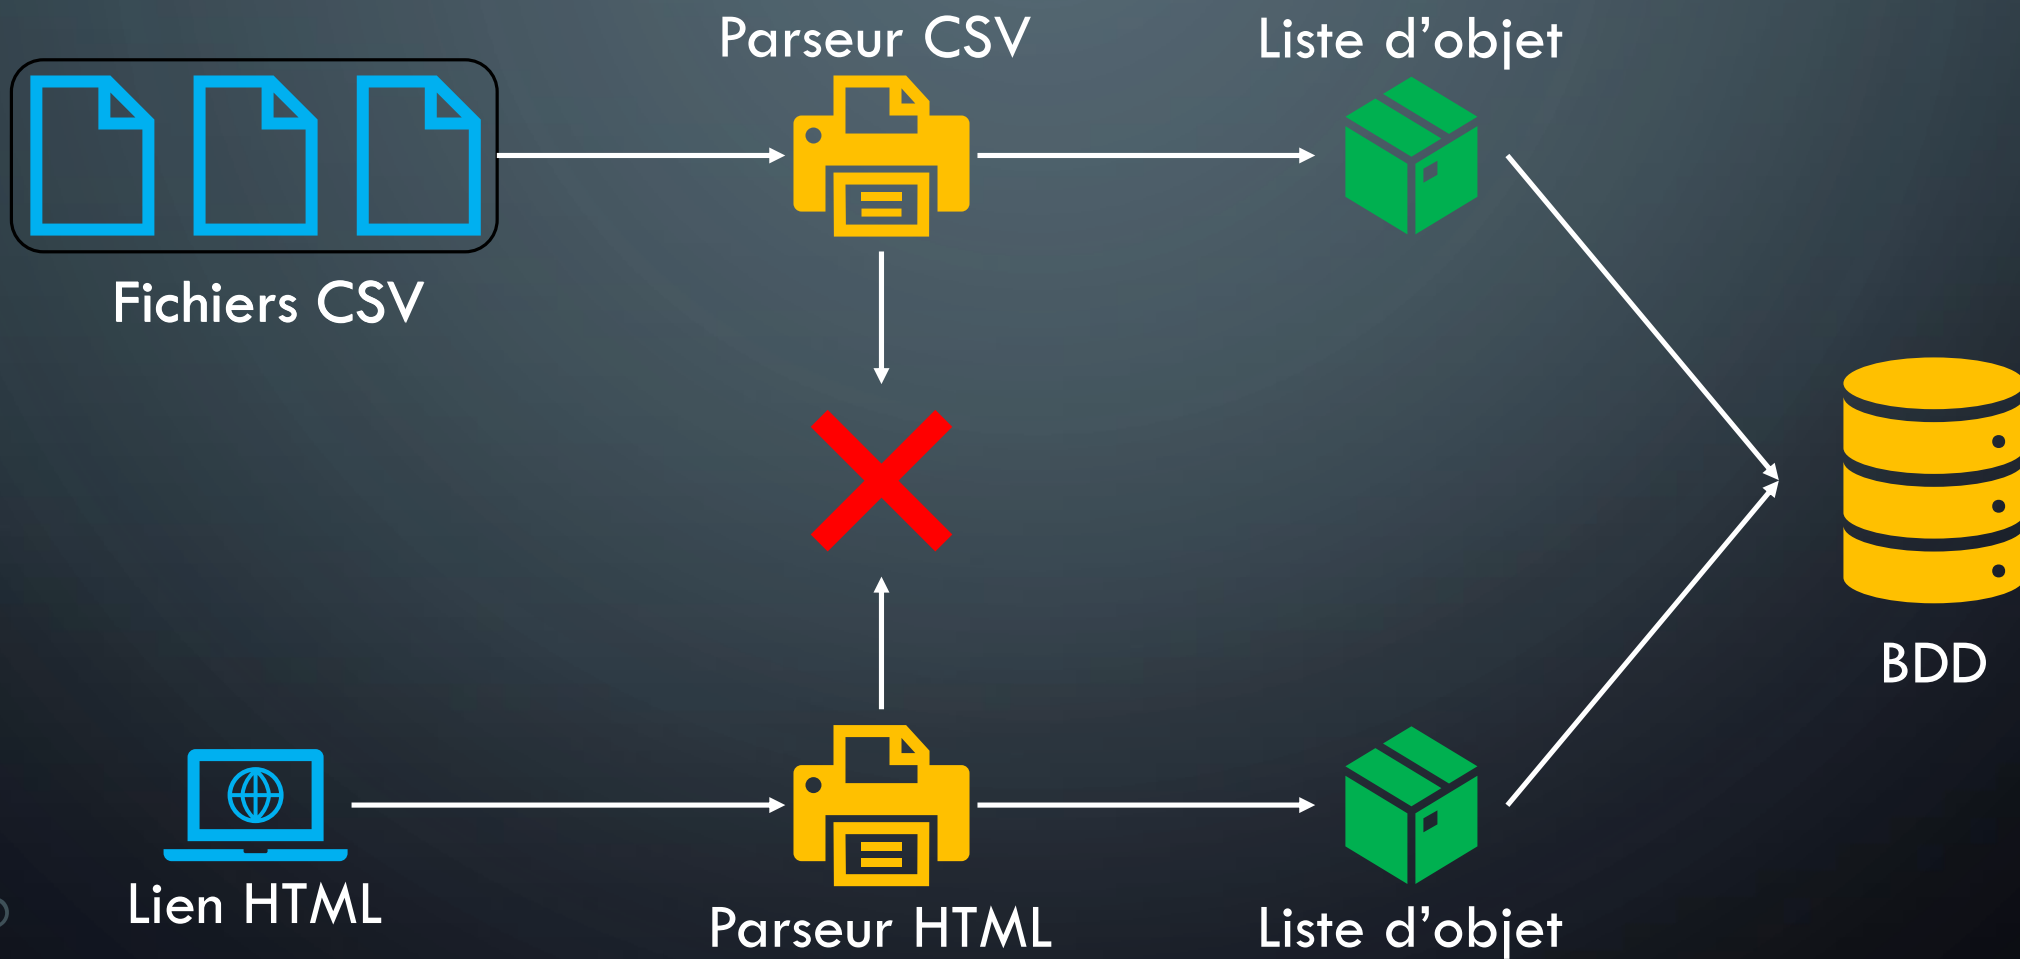 Parseur CSV
Liste d’objet
Fichiers CSV
BDD
Lien HTML
Parseur HTML
Liste d’objet